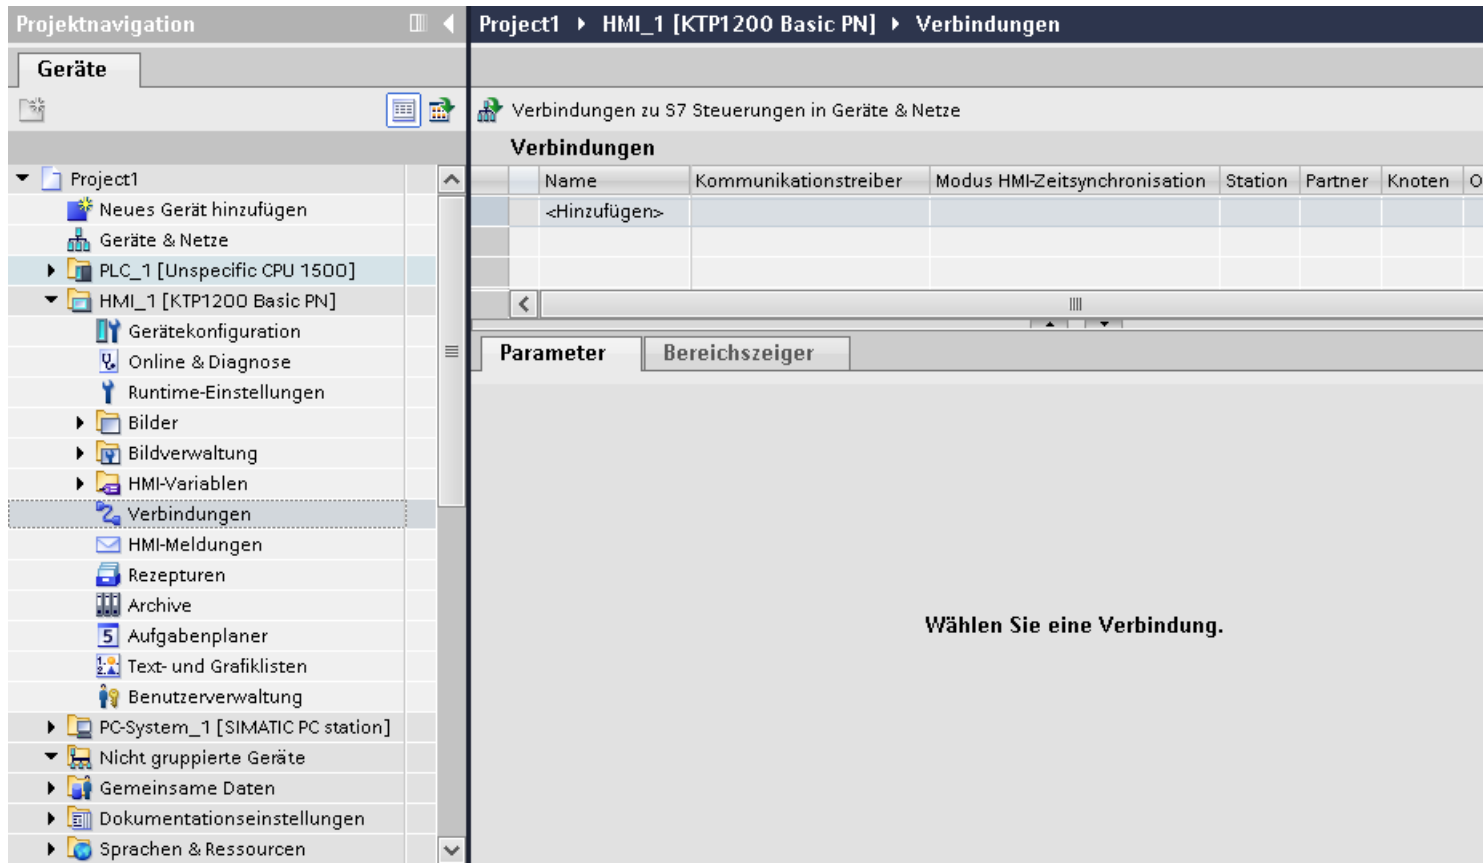 Projektnavigation
Project1 ▸ HMI_1 [KTP1200 Basic PN] ▸ Verbindungen
Geräte
Verbindungen zu S7 Steuerungen in Geräte & Netze
Verbindungen
Name Kommunikationstreiber Modus HMI-Zeitsynchronisation Station Partner Knoten O
<Hinzufügen>
Project1
Neues Gerät hinzufügen
Geräte & Netze
PLC_1 [Unspecific CPU 1500]
HMI_1 [KTP1200 Basic PN]
Gerätekonfiguration
Online & Diagnose
Runtime-Einstellungen
Bilder
Bildverwaltung
HMI-Variablen
Verbindungen
HMI-Meldungen
Rezepturen
Archive
Aufgabenplaner
Text- und Grafiklisten
Benutzerverwaltung
PC-System_1 [SIMATIC PC station]
Nicht gruppierte Geräte
Gemeinsame Daten
Dokumentationseinstellungen
Sprachen & Ressourcen
Parameter Bereichszeiger
Wählen Sie eine Verbindung.